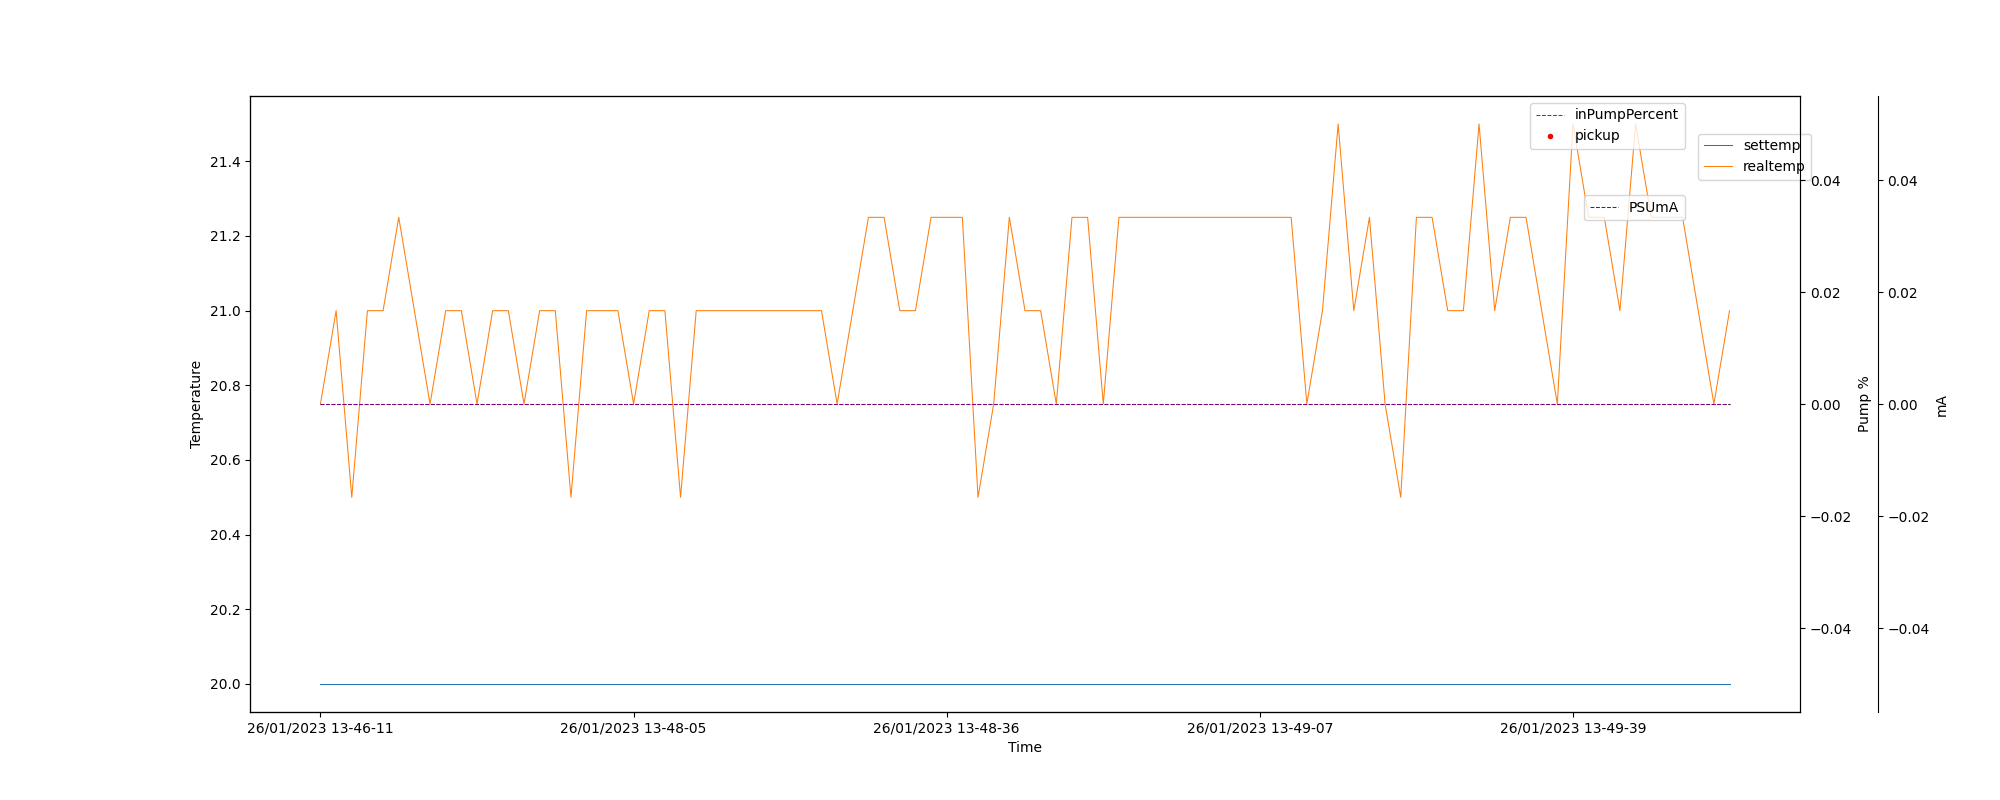 inPumpPercent
pickup
settemp
realtemp
PSUmA
21.4
21.2
21.0
20.8
20.6
20.4
20.2
20.0
Temperature
0.04
0.02
0.00
−0.02
−0.04
Pump %
0.04
0.02
0.00
−0.02
−0.04
mA
26/01/2023 13-46-11
26/01/2023 13-48-05
26/01/2023 13-48-36
26/01/2023 13-49-07
26/01/2023 13-49-39
Time